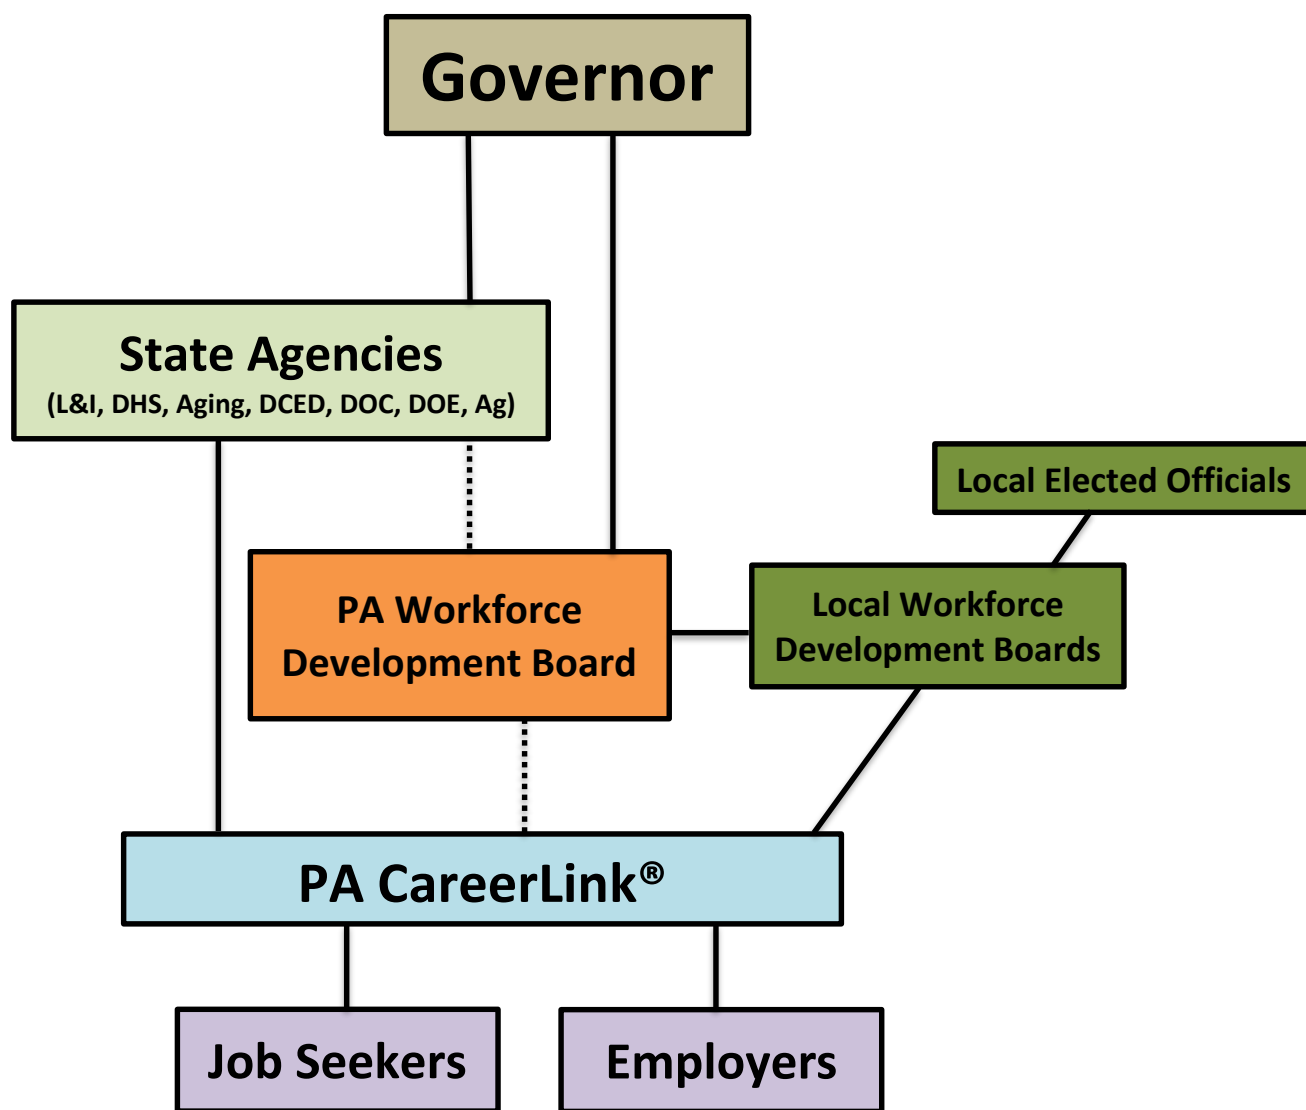 Governor
State Agencies
(L&I, DHS, Aging, DCED, DOC, DOE, Ag)
Local Elected Officials
PA Workforce
Development Board
Local Workforce
Development Boards
PA CareerLink®
Job Seekers
Employers